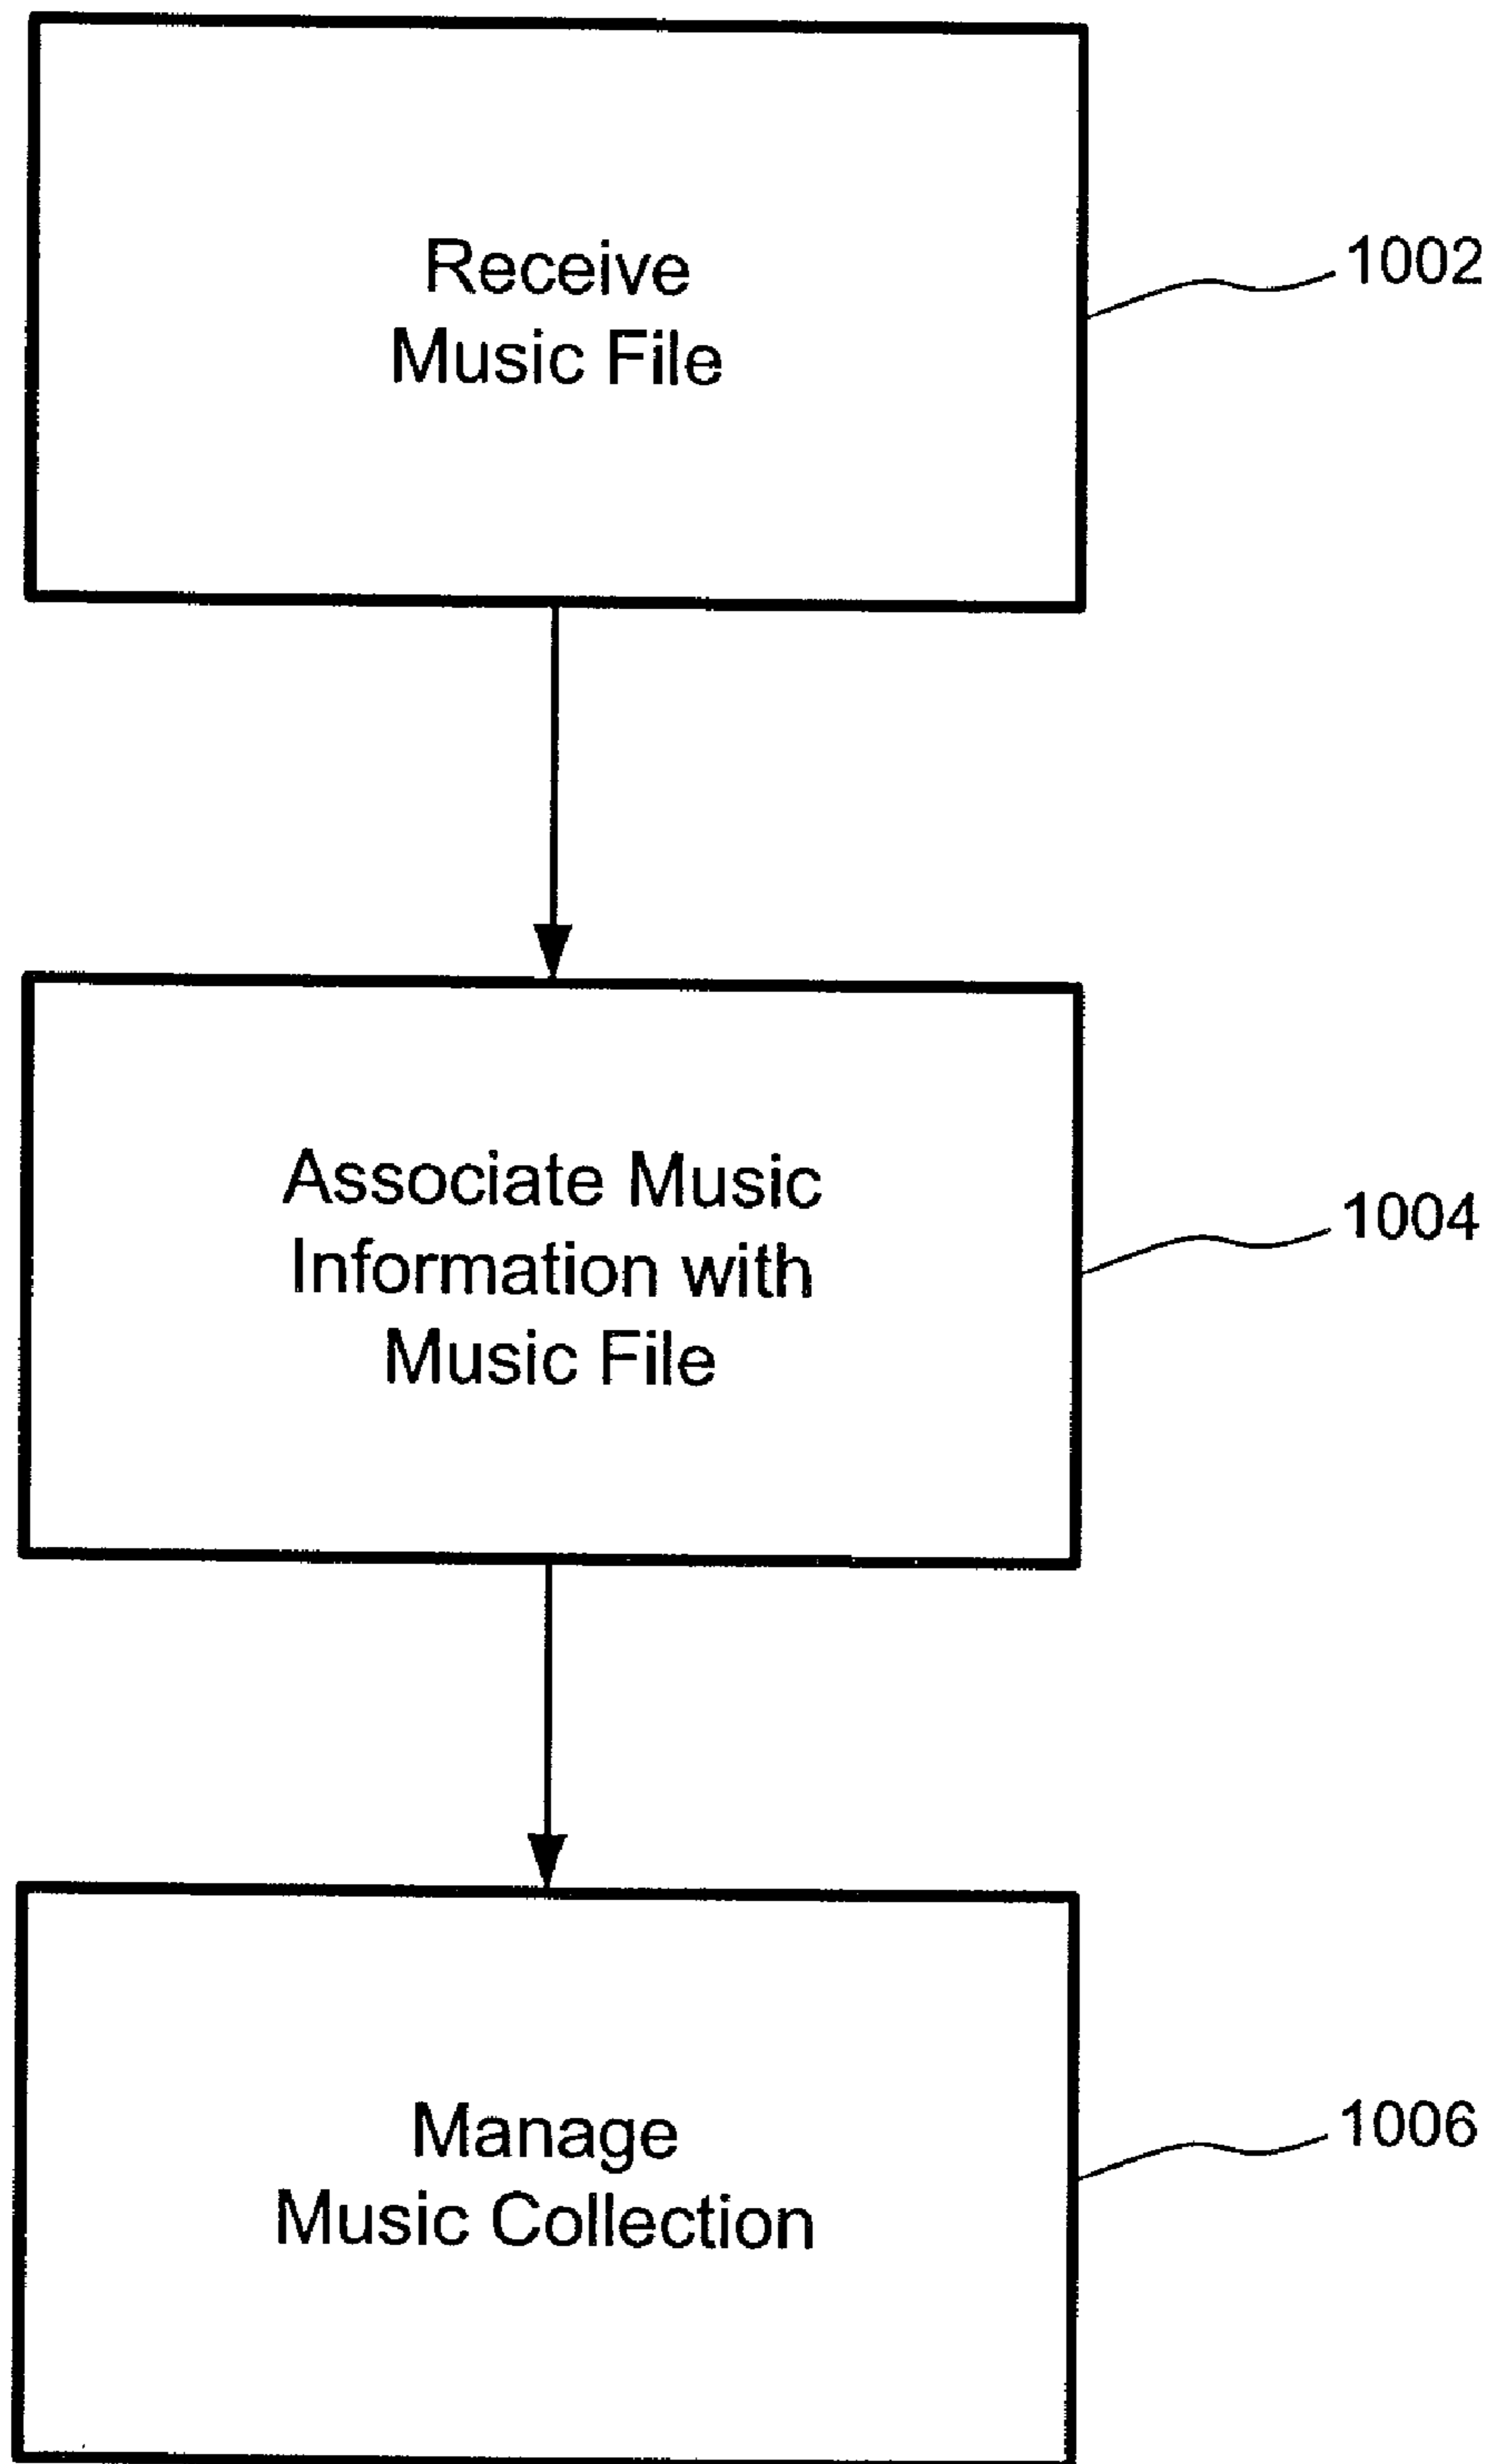 Receive
Music File
1002
Associate Music
Information with
Music File
1004
Manage
Music Collection
1006